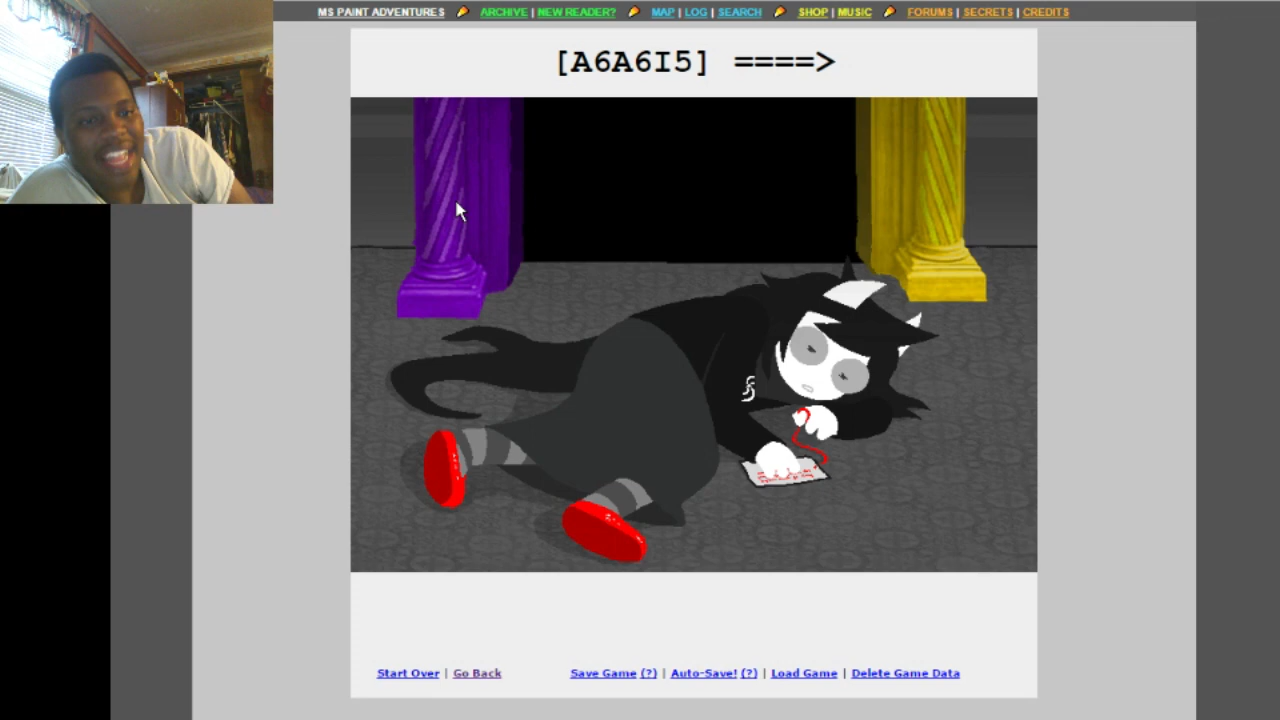 MS PAINT ADVENTURES ARCHIVE | NEW READER? MAP | LOG | SEARCH SHOP | MUSIC FORUMS | SECRETS | CREDITS
[A6A6I5] ====>
Start Over | Go Back Save Game (?) | Auto-Save! (?) | Load Game | Delete Game Data